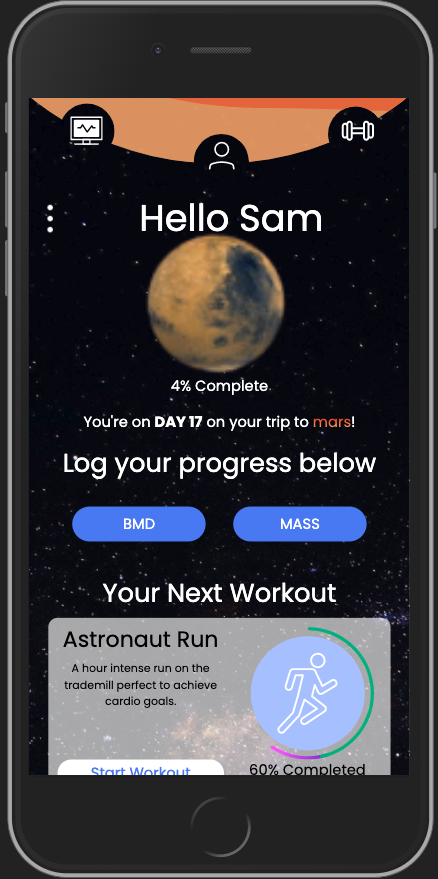 Hello Sam
4% Complete
You're on DAY 17 on your trip to mars!
Log your progress below
BMD
MASS
Your Next Workout
Astronaut Run
A hour intense run on the
trademill perfect to achieve
cardio goals.
Start Workout
60% Completed